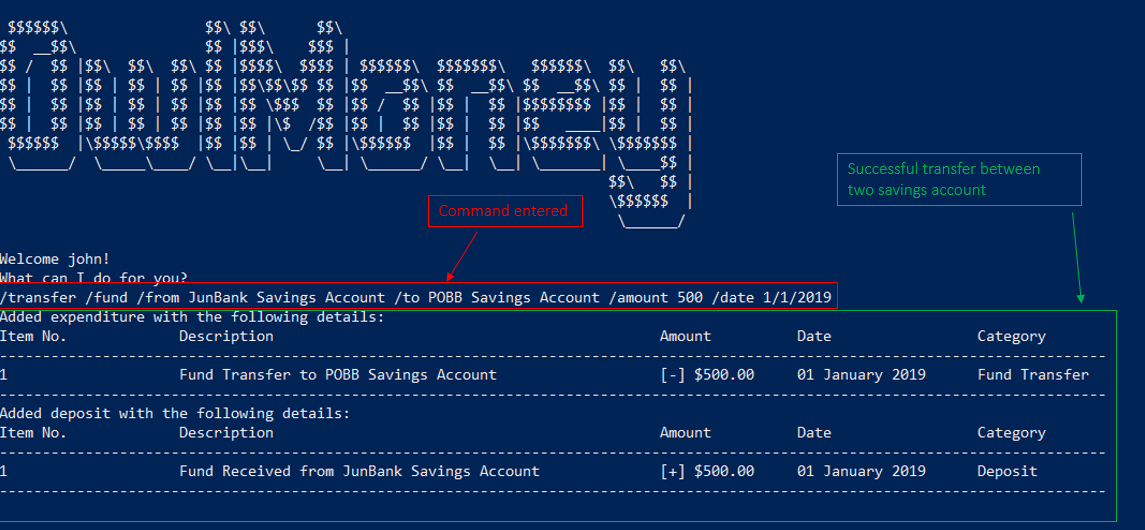 $$$$$$\                $$\ $$\      $$\
$$  __$$\               $$ |$$$\    $$$ |
$$ /  $$ |$$\  $$\  $$\ $$ |$$$$\  $$$$ | $$$$$$\  $$$$$$$\   $$$$$$\  $$\   $$\
$$ |  $$ |$$ | $$ | $$ |$$ |$$\$$\$$ $$ |$$  __$$\ $$  __$$\ $$  __$$\ $$ |  $$ |
$$ |  $$ |$$ | $$ | $$ |$$ |$$ \$$$  $$ |$$ /  $$ |$$ |  $$ |$$$$$$$$ |$$ |  $$ |
$$ |  $$ |$$ | $$ | $$ |$$ |$$ |\$  /$$ |$$ |  $$ |$$ |  $$ |$$   ____|$$ |  $$ |
 $$$$$$  |\$$$$$\$$$$  |$$ |$$ | \_/ $$ |\$$$$$$  |$$ |  $$ |\$$$$$$$\ \$$$$$$$ |
 \______/  \_____\____/ \__|\__|     \__| \______/ \__|  \__| \_______| \____$$ |
                                                                       $$\   $$ |
                                                                       \$$$$$$  |
                                                                        \______/
Successful transfer between
two savings account
Command entered
Welcome john!
What can I do for you?
/transfer /fund /from JunBank Savings Account /to POBB Savings Account /amount 500 /date 1/1/2019
Added expenditure with the following details:
Item No. Description Amount Date Category
1 Fund Transfer to POBB Savings Account [-] $500.00 01 January 2019 Fund Transfer
Added deposit with the following details:
Item No. Description Amount Date Category
1 Fund Received from JunBank Savings Account [+] $500.00 01 January 2019 Deposit